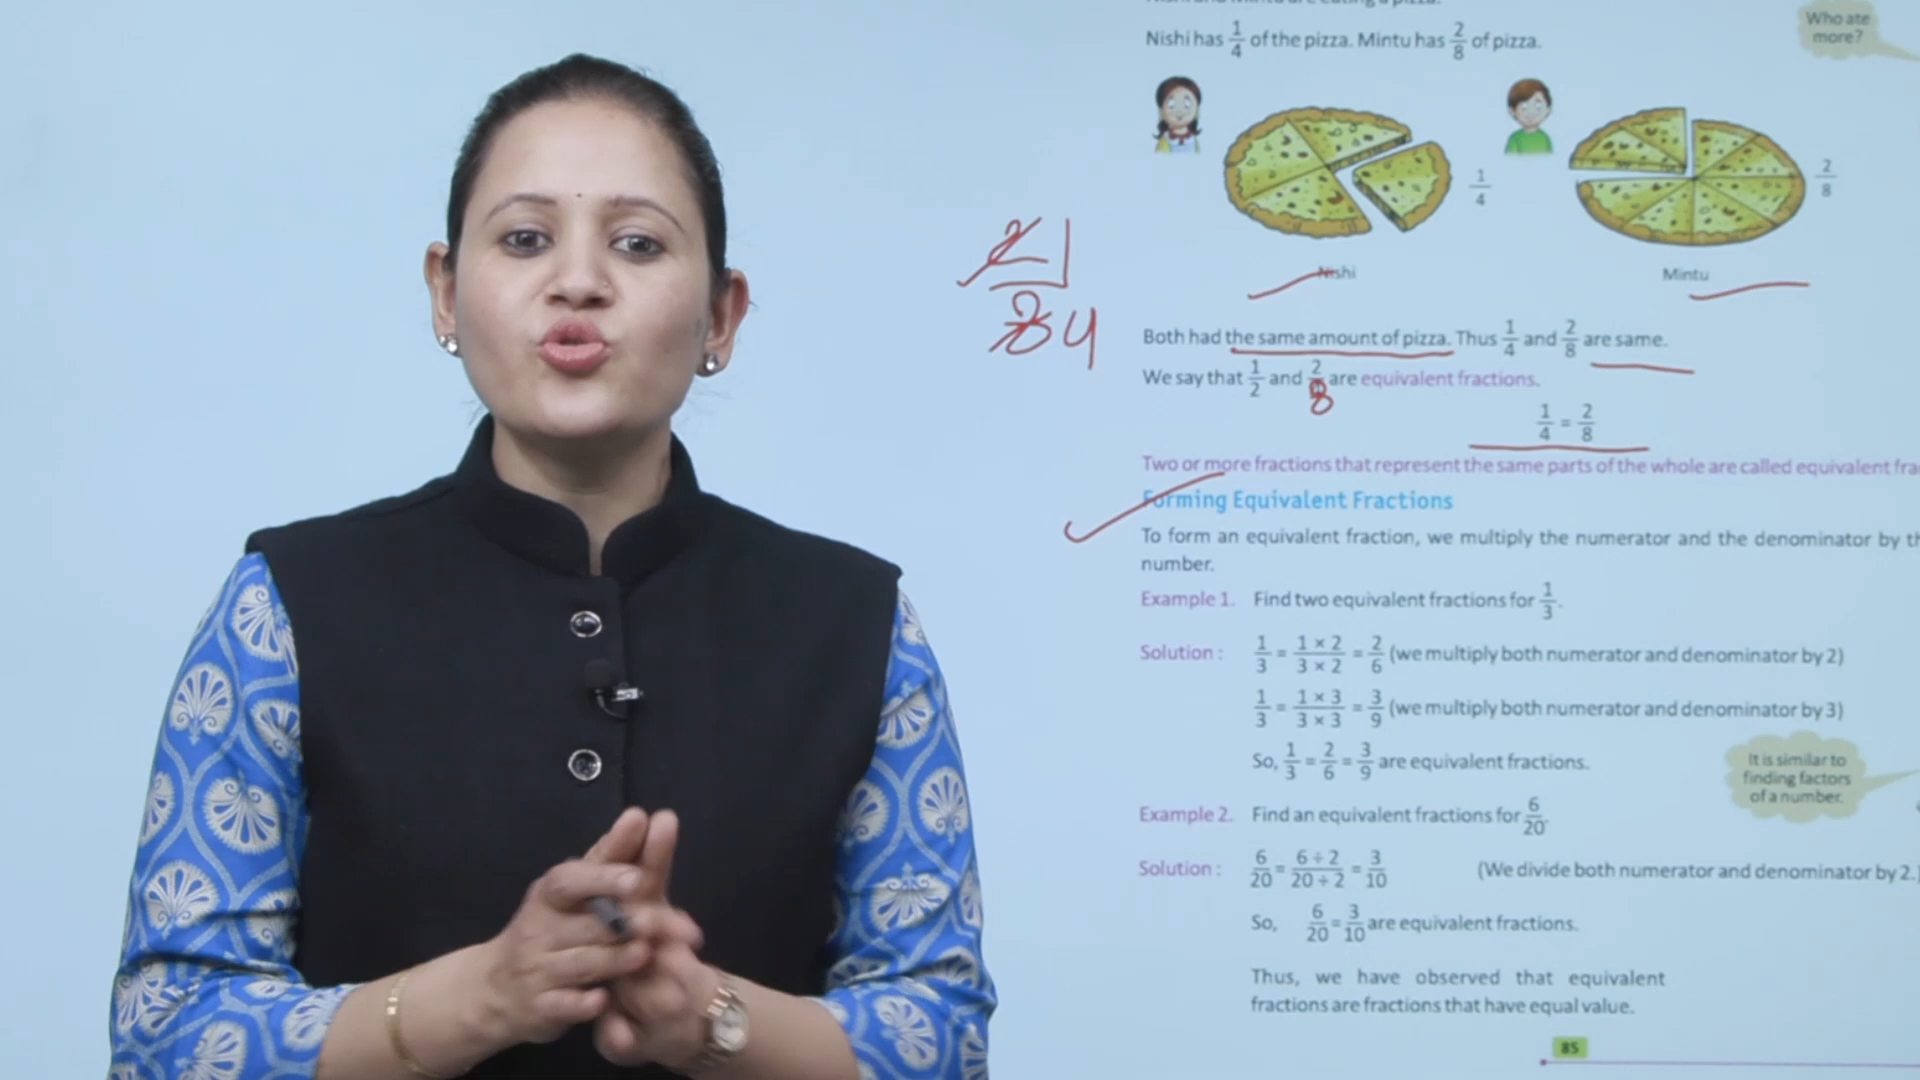 Nishi has 1/4 of the pizza. Mintu has 2/8 of pizza.
Who ate
more?
1/4
2/8
Nishi
Mintu
2 1
8 4
Both had the same amount of pizza. Thus 1/4 and 2/8 are same.
We say that 1/2 and 2/8 are equivalent fractions.
1/4 = 2/8
Two or more fractions that represent the same parts of the whole are called equivalent fra
Forming Equivalent Fractions
To form an equivalent fraction, we multiply the numerator and the denominator by th
number.
Example 1. Find two equivalent fractions for 1/3.
Solution : 1/3 = 1 × 2/3 × 2 = 2/6 (we multiply both numerator and denominator by 2)
1/3 = 1 × 3/3 × 3 = 3/9 (we multiply both numerator and denominator by 3)
So, 1/3 = 2/6 = 3/9 are equivalent fractions.
It is similar to
finding factors
of a number.
Example 2. Find an equivalent fractions for 6/20.
Solution : 6/20 = 6 ÷ 2/20 ÷ 2 = 3/10 (We divide both numerator and denominator by 2.)
So, 6/20 = 3/10 are equivalent fractions.
Thus, we have observed that equivalent
fractions are fractions that have equal value.
85